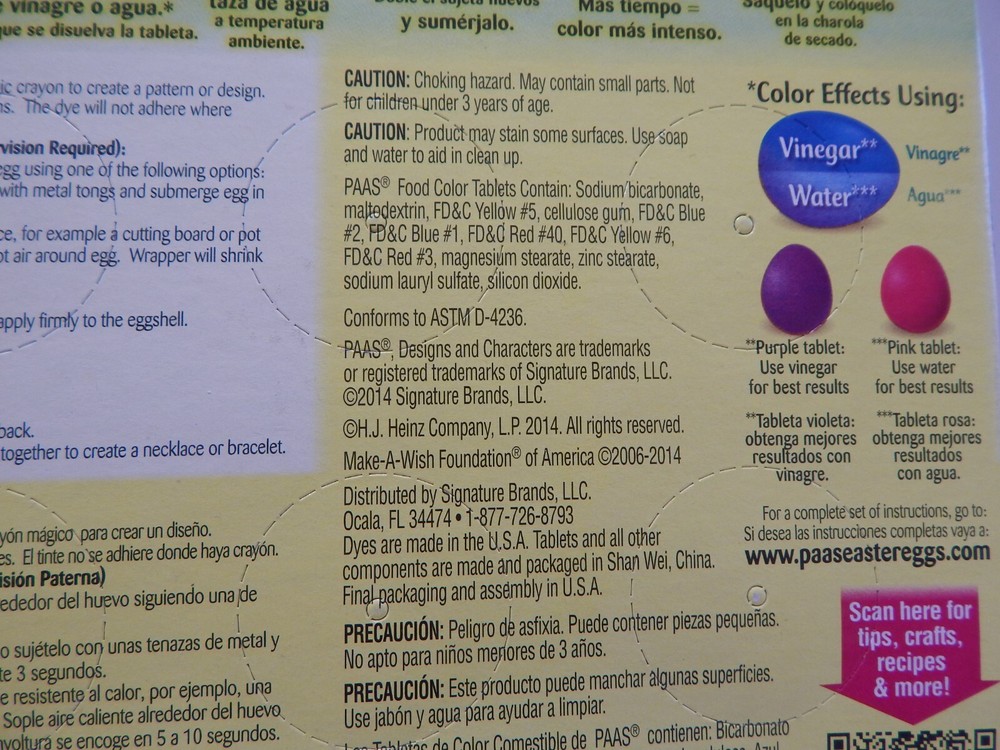 vinagre o agua.*
que se disuelva la tableta.
taza de agua
a temperatura
ambiente.
y sumérjalo.
Más tiempo =
color más intenso.
Sáquelo y colóquelo
en la charola
de secado.
ic crayon to create a pattern or design.
ns. The dye will not adhere where
vision Required):
egg using one of the following options:
with metal tongs and submerge egg in
ce, for example a cutting board or pot
ot air around egg. Wrapper will shrink
apply firmly to the eggshell.
back.
together to create a necklace or bracelet.
yón mágico para crear un diseño.
es. El tinte no se adhiere donde haya crayón.
isión Paterna)
ededor del huevo siguiendo una de
o sujételo con unas tenazas de metal y
te 3 segundos.
e resistente al calor, por ejemplo, una
Sople aire caliente alrededor del huevo
nvoltura se encoge en 5 a 10 segundos.
CAUTION: Choking hazard. May contain small parts. Not
for children under 3 years of age.
CAUTION: Product may stain some surfaces. Use soap
and water to aid in clean up.
PAAS® Food Color Tablets Contain: Sodium bicarbonate,
maltodextrin, FD&C Yellow #5, cellulose gum, FD&C Blue
#2, FD&C Blue #1, FD&C Red #40, FD&C Yellow #6,
FD&C Red #3, magnesium stearate, zinc stearate,
sodium lauryl sulfate, silicon dioxide.
Conforms to ASTM D-4236.
PAAS®, Designs and Characters are trademarks
or registered trademarks of Signature Brands, LLC.
©2014 Signature Brands, LLC.
©H.J. Heinz Company, L.P. 2014. All rights reserved.
Make-A-Wish Foundation® of America ©2006-2014
Distributed by Signature Brands, LLC.
Ocala, FL 34474 • 1-877-726-8793
Dyes are made in the U.S.A. Tablets and all other
components are made and packaged in Shan Wei, China.
Final packaging and assembly in U.S.A.
PRECAUCIÓN: Peligro de asfixia. Puede contener piezas pequeñas.
No apto para niños menores de 3 años.
PRECAUCIÓN: Este producto puede manchar algunas superficies.
Use jabón y agua para ayudar a limpiar.
Las Tabletas de Color Comestible de PAAS® contienen: Bicarbonato
*Color Effects Using:
Vinegar** Vinagre**
Water*** Agua***
**Purple tablet:
Use vinegar
for best results
***Pink tablet:
Use water
for best results
**Tableta violeta:
obtenga mejores
resultados con
vinagre.
***Tableta rosa:
obtenga mejores
resultados
con agua.
For a complete set of instructions, go to:
Si desea las instrucciones completas vaya a:
www.paaseastereggs.com
Scan here for
tips, crafts,
recipes
& more!